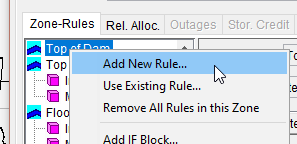 Zone-Rules Rel. Alloc. Outages Stor. Credit
Top of Dam
Top
Add New Rule...
Use Existing Rule...
Remove All Rules in this Zone
Floo
Add IF Block...